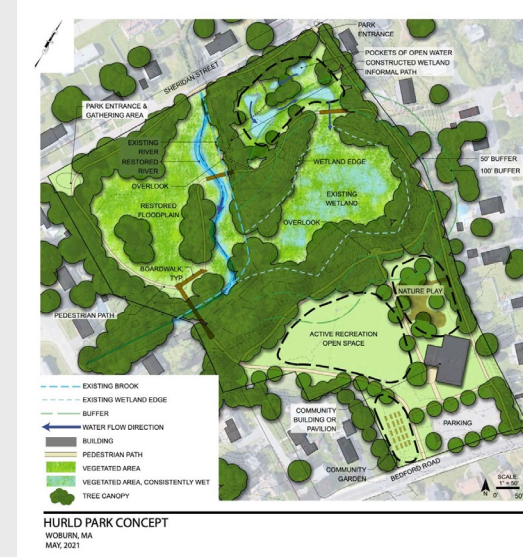 PARK
ENTRANCE
POCKETS OF OPEN WATER
CONSTRUCTED WETLAND
INFORMAL PATH
SHERIDAN STREET
PARK ENTRANCE &
GATHERING AREA
EXISTING
RIVER
RESTORED
RIVER
OVERLOOK
RESTORED
FLOODPLAIN
WETLAND EDGE
EXISTING
WETLAND
OVERLOOK
50' BUFFER
100' BUFFER
BOARDWALK,
TYP.
PEDESTRIAN PATH
NATURE PLAY
ACTIVE RECREATION
OPEN SPACE
COMMUNITY
BUILDING OR
PAVILION
PARKING
COMMUNITY
GARDEN
BEDFORD ROAD
EXISTING BROOK
EXISTING WETLAND EDGE
BUFFER
WATER FLOW DIRECTION
BUILDING
PEDESTRIAN PATH
VEGETATED AREA
VEGETATED AREA, CONSISTENTLY WET
TREE CANOPY
SCALE:
1" = 50'
N
0'
50'
HURLD PARK CONCEPT
WOBURN, MA
MAY, 2021